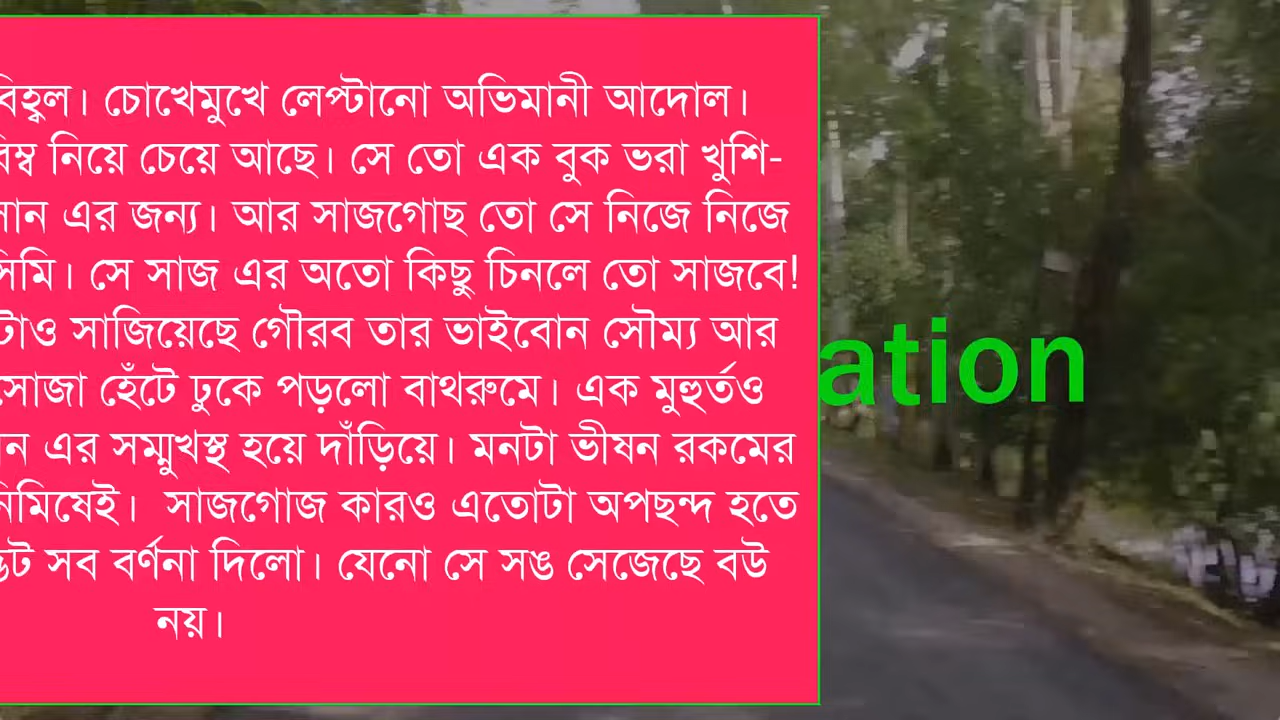 বিহ্বল। চোখেমুখে লেপ্টানো অভিমানী আদোল।
নিয়ে চেয়ে আছে। সে তো এক বুক ভরা খুশি-
এর জন্য। আর সাজগোছ তো সে নিজে নিজে
সে সাজ এর অতো কিছু চিনলে তো সাজবে!
সাজিয়েছে গৌরব তার ভাইবোন সৌম্য আর
সোজা হেঁটে ঢুকে পড়লো বাথরুমে। এক মুহুর্তও
এর সম্মুখস্থ হয়ে দাঁড়িয়ে। মনটা ভীষন রকমের
নিমিষেই। সাজগোজ কারও এতোটা অপছন্দ হতে
সব বর্ণনা দিলো। যেনো সে সঙ সেজেছে বউ
নয়।
ation